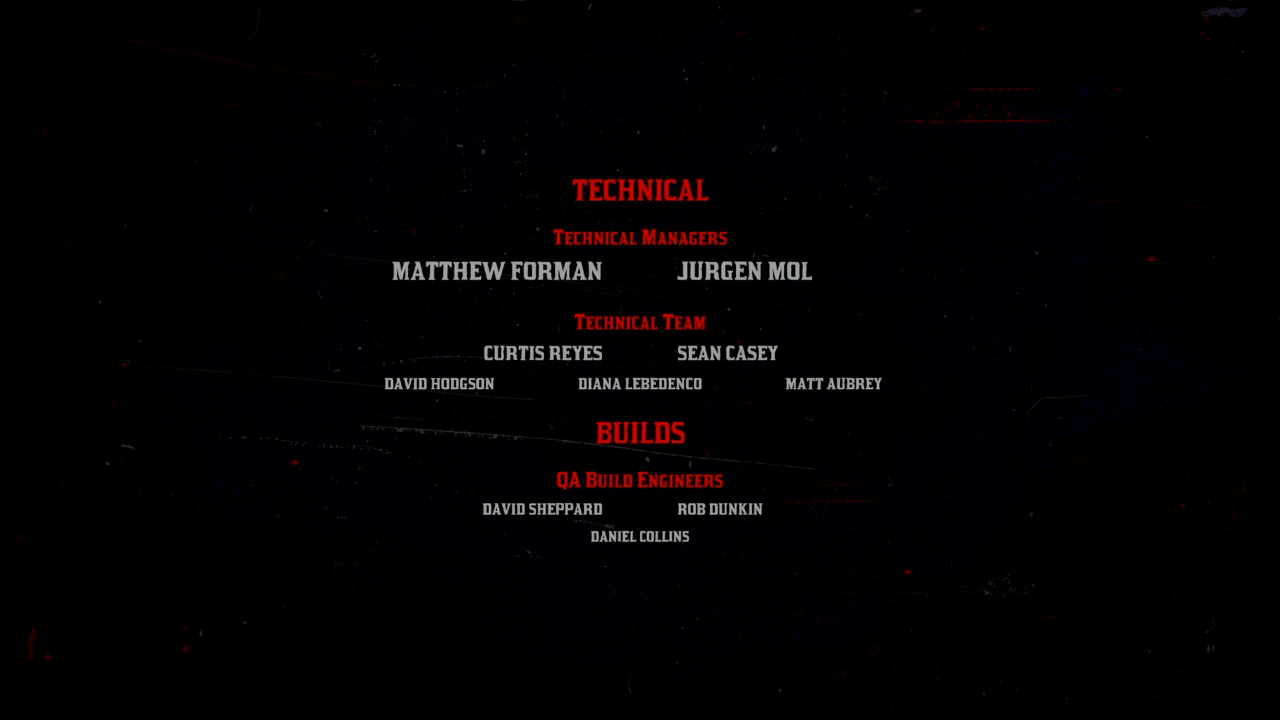 TECHNICAL
TECHNICAL MANAGERS
MATTHEW FORMAN JURGEN MOL
TECHNICAL TEAM
CURTIS REYES SEAN CASEY
DAVID HODGSON DIANA LEBEDENCO MATT AUBREY
BUILDS
QA BUILD ENGINEERS
DAVID SHEPPARD ROB DUNKIN
DANIEL COLLINS